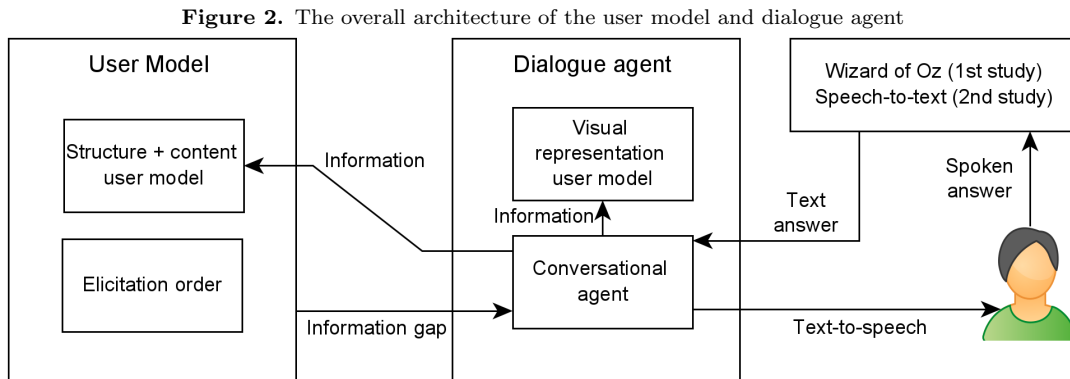 Figure 2. The overall architecture of the user model and dialogue agent
User Model
Structure + content
user model
Elicitation order
Information
Information gap
Dialogue agent
Visual
representation
user model
Information
Conversational
agent
Wizard of Oz (1st study)
Speech-to-text (2nd study)
Text
answer
Spoken
answer
Text-to-speech